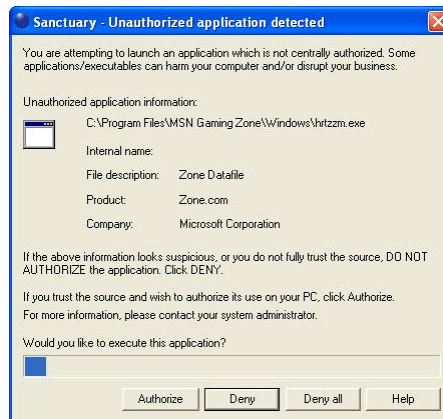 Sanctuary - Unauthorized application detected
You are attempting to launch an application which is not centrally authorized. Some
applications/executables can harm your computer and/or disrupt your business.
Unauthorized application information:
C:\Program Files\MSN Gaming Zone\Windows\hrtzzm.exe
Internal name:
File description: Zone Datafile
Product: Zone.com
Company: Microsoft Corporation
If the above information looks suspicious, or you do not fully trust the source, DO NOT
AUTHORIZE the application. Click DENY.
If you trust the source and wish to authorize its use on your PC, click Authorize.
For more information, please contact your system administrator.
Would you like to execute this application?
Authorize Deny Deny all Help